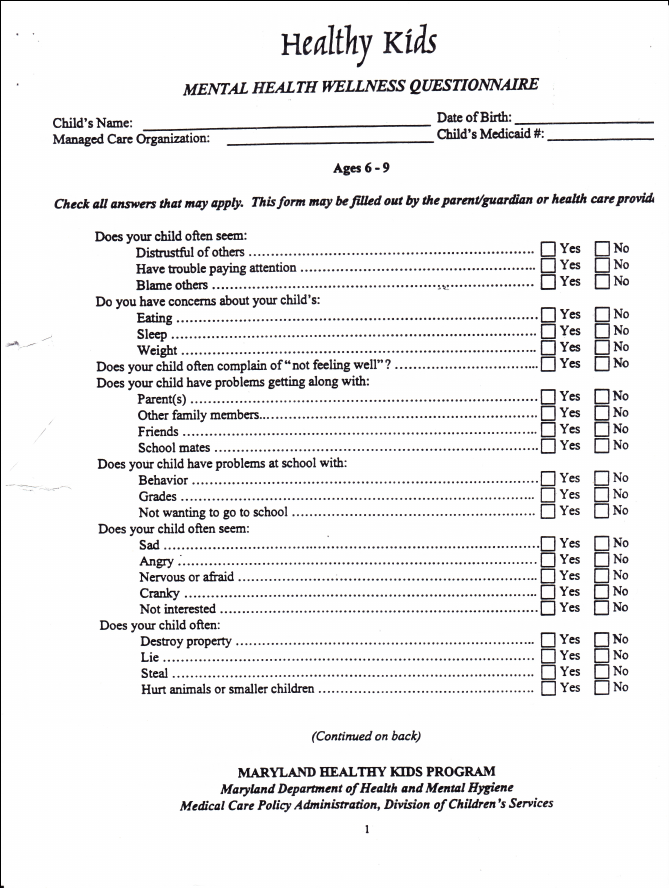 Healthy Kids
MENTAL HEALTH WELLNESS QUESTIONNAIRE
Child's Name: Date of Birth:
Managed Care Organization: Child's Medicaid #:
Ages 6 - 9
Check all answers that may apply. This form may be filled out by the parent/guardian or health care provide
Does your child often seem:
Distrustful of others Yes No
Have trouble paying attention Yes No
Blame others Yes No
Do you have concerns about your child's:
Eating Yes No
Sleep Yes No
Weight Yes No
Does your child often complain of "not feeling well"? Yes No
Does your child have problems getting along with:
Parent(s) Yes No
Other family members Yes No
Friends Yes No
School mates Yes No
Does your child have problems at school with:
Behavior Yes No
Grades Yes No
Not wanting to go to school Yes No
Does your child often seem:
Sad Yes No
Angry Yes No
Nervous or afraid Yes No
Cranky Yes No
Not interested Yes No
Does your child often:
Destroy property Yes No
Lie Yes No
Steal Yes No
Hurt animals or smaller children Yes No
(Continued on back)
MARYLAND HEALTHY KIDS PROGRAM
Maryland Department of Health and Mental Hygiene
Medical Care Policy Administration, Division of Children's Services
1